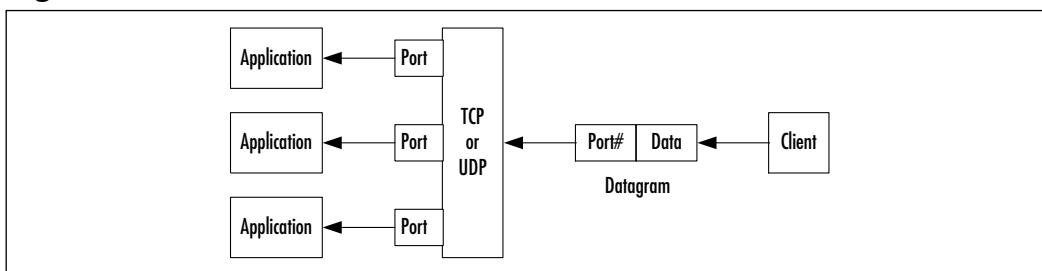 Application
Port
TCP
or
UDP
Application
Port
Port#
Data
Client
Datagram
Application
Port